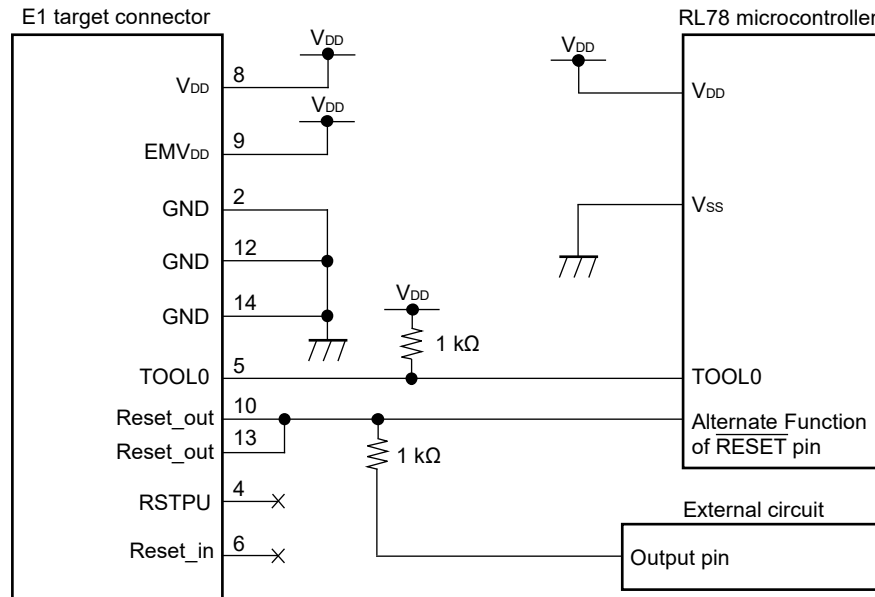 E1 target connector
RL78 microcontroller
VDD
VDD
8
VDD
VDD
VDD
EMVDD
9
GND
2
VSS
GND
12
GND
14
VDD
1 kΩ
TOOL0
5
TOOL0
Reset_out
10
Alternate Function
of RESET pin
Reset_out
13
1 kΩ
RSTPU
4
External circuit
Reset_in
6
Output pin